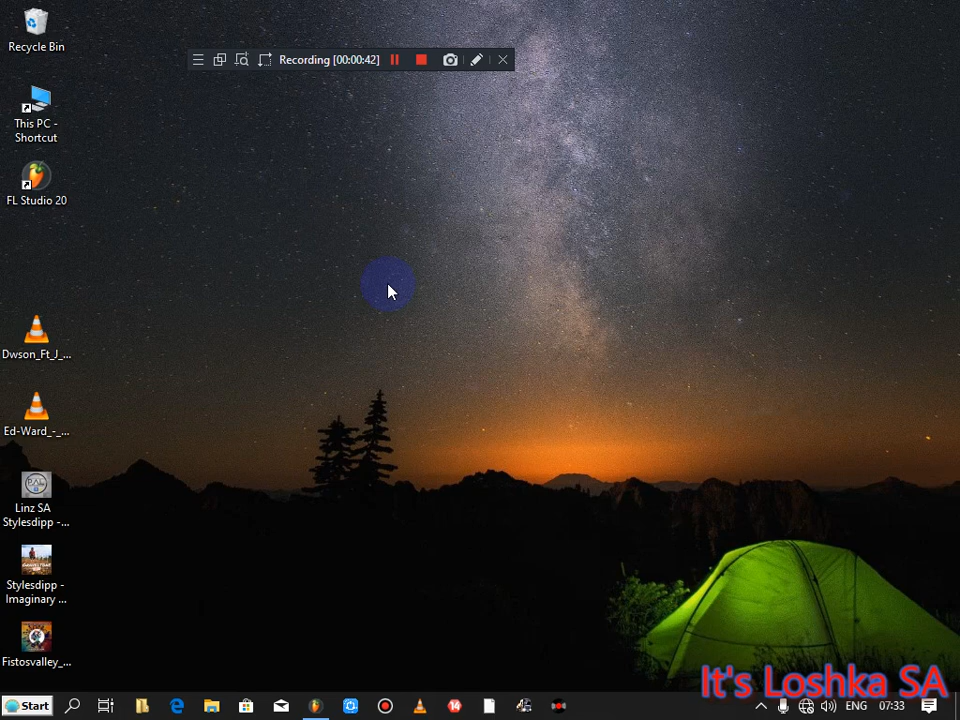 Recycle Bin
Recording [00:00:42]
This PC -
Shortcut
FL Studio 20
Dwson_Ft_J_...
Ed-Ward_-_...
Linz SA
Stylesdipp -...
Stylesdipp -
Imaginary ...
Fistosvalley_...
It's Loshka SA
Start
14
ENG
07:33